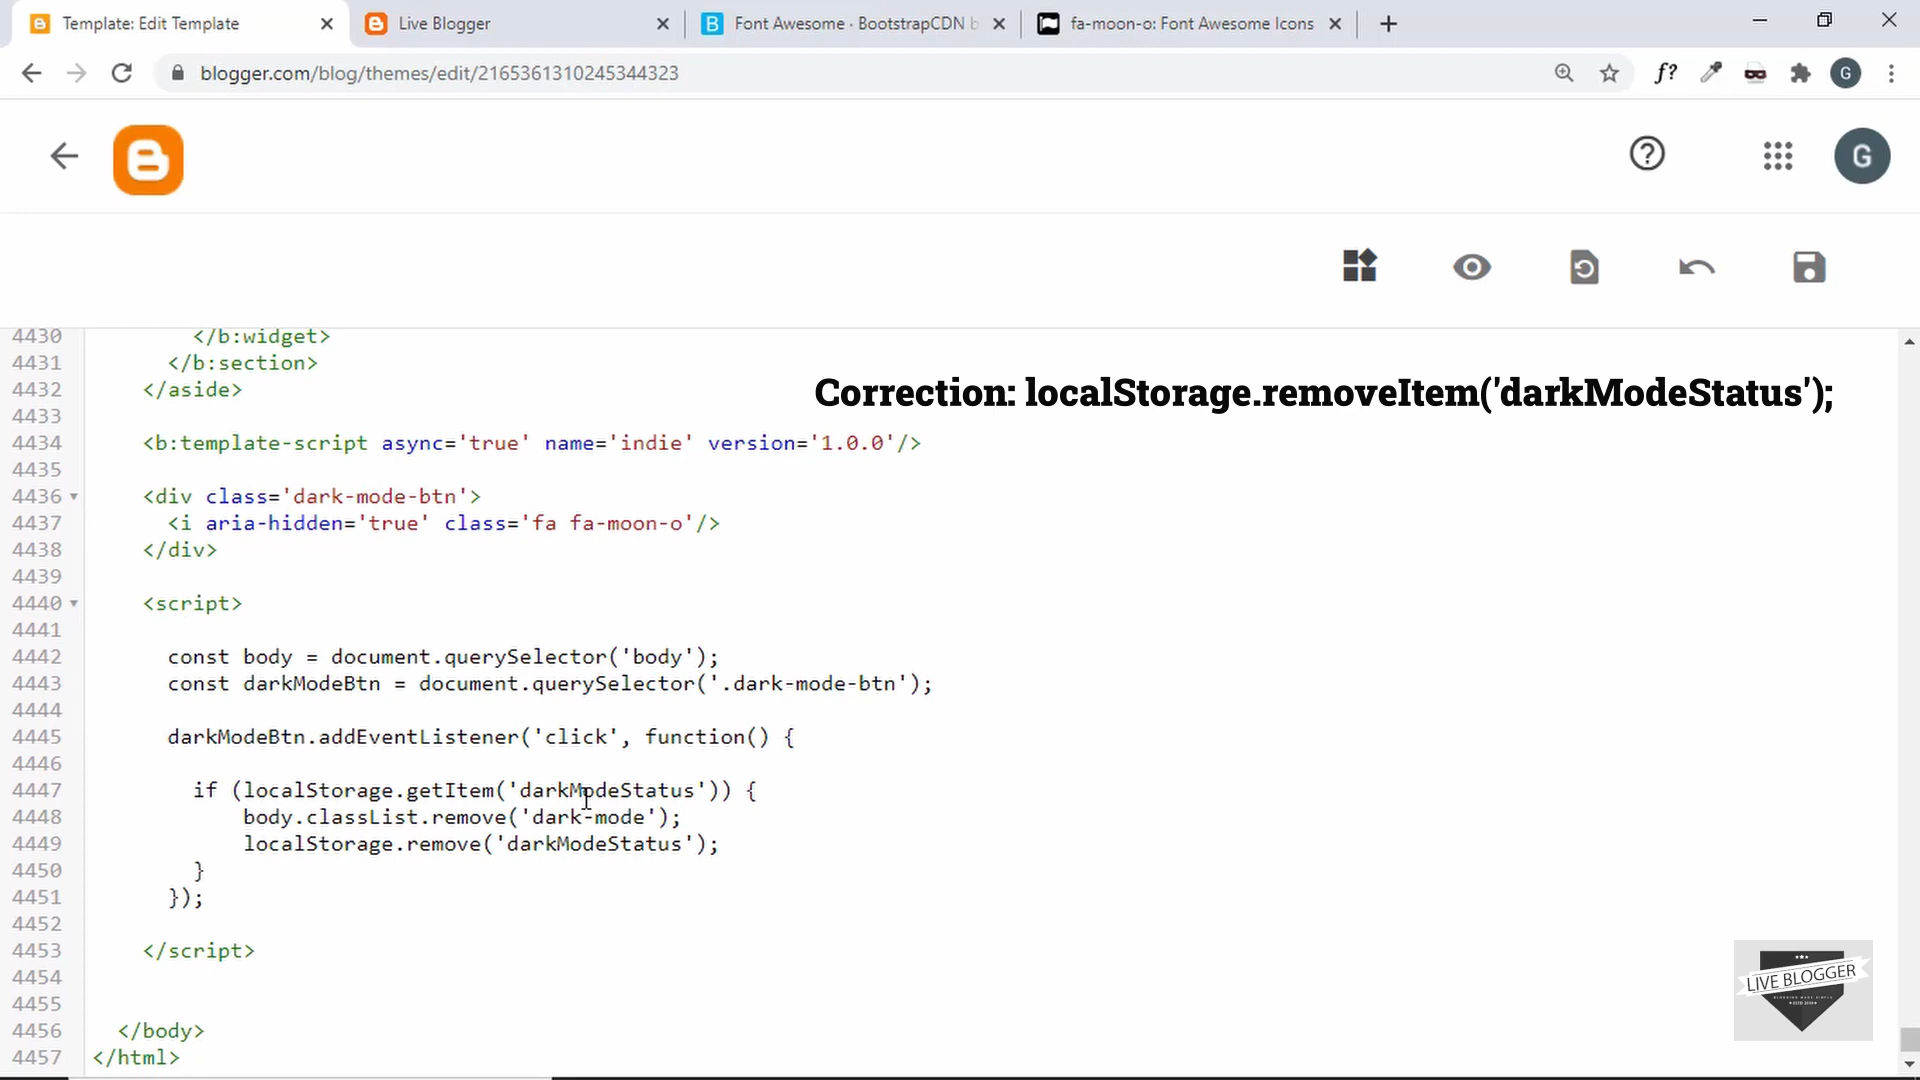 Template: Edit Template
Live Blogger
Font Awesome · BootstrapCDN b
fa-moon-o: Font Awesome Icons
blogger.com/blog/themes/edit/2165361310245344323
f?
G
G
4430 </b:widget>
4431 </b:section>
4432 </aside>
Correction: localStorage.removeItem('darkModeStatus');
4433
4434 <b:template-script async='true' name='indie' version='1.0.0'/>
4435
4436 <div class='dark-mode-btn'>
4437 <i aria-hidden='true' class='fa fa-moon-o'/>
4438 </div>
4439
4440 <script>
4441
4442 const body = document.querySelector('body');
4443 const darkModeBtn = document.querySelector('.dark-mode-btn');
4444
4445 darkModeBtn.addEventListener('click', function() {
4446
4447 if (localStorage.getItem('darkModeStatus')) {
4448 body.classList.remove('dark-mode');
4449 localStorage.remove('darkModeStatus');
4450 }
4451 });
4452
4453 </script>
4454
4455
4456 </body>
4457 </html>
LIVE BLOGGER